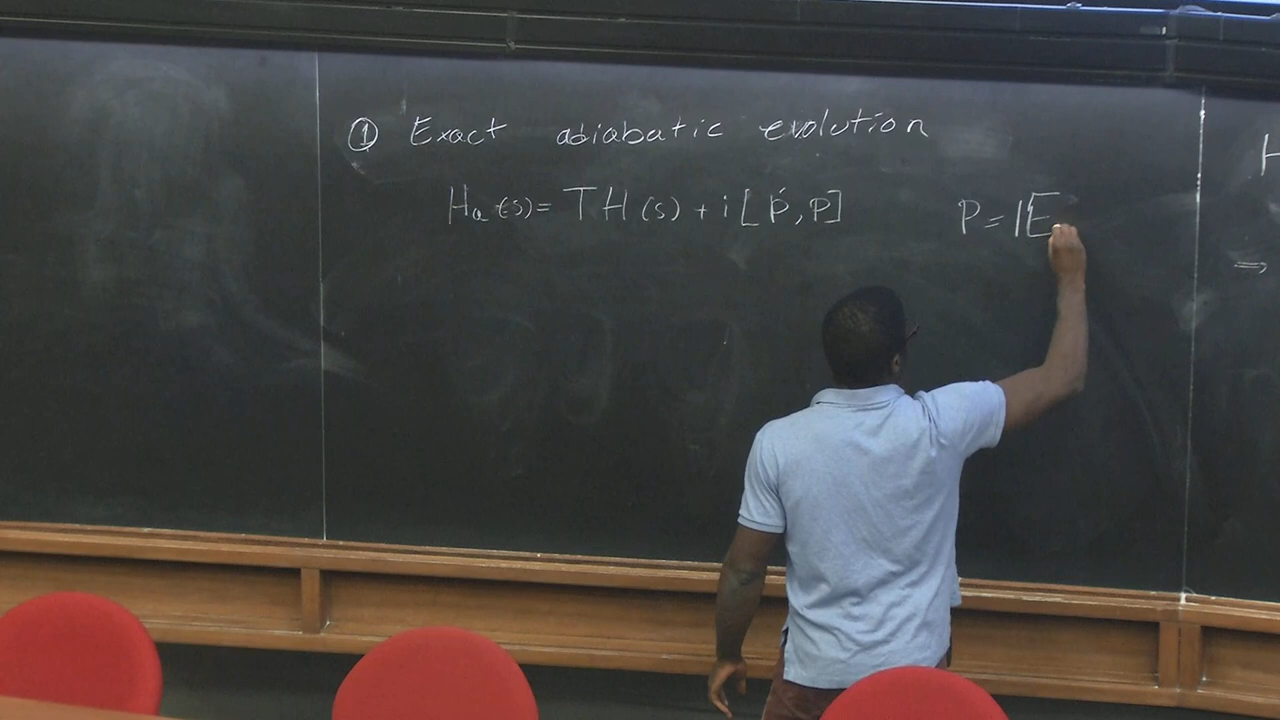 ① Exact adiabatic evolution
Ha(s) = TH(s) + i[Ṗ, P] P = |E
H
⇒